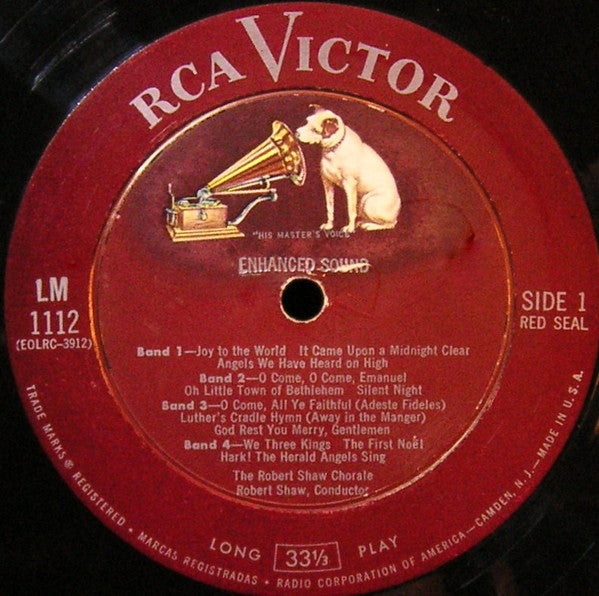 RCA VICTOR
"HIS MASTER'S VOICE"
ENHANCED SOUND
LM
1112
(EOLRC-3912)
SIDE 1
RED SEAL
Band 1—Joy to the World It Came Upon a Midnight Clear
Angels We Have Heard on High
Band 2—O Come, O Come, Emanuel
Oh Little Town of Bethlehem Silent Night
Band 3—O Come, All Ye Faithful (Adeste Fideles)
Luther's Cradle Hymn (Away in the Manger)
God Rest You Merry, Gentlemen
Band 4—We Three Kings The First Noël
Hark! The Herald Angels Sing
The Robert Shaw Chorale
Robert Shaw, Conductor
LONG 33⅓ PLAY
TRADE MARKS ® REGISTERED • MARCAS REGISTRADAS • RADIO CORPORATION OF AMERICA—CAMDEN, N. J.—MADE IN U. S. A.